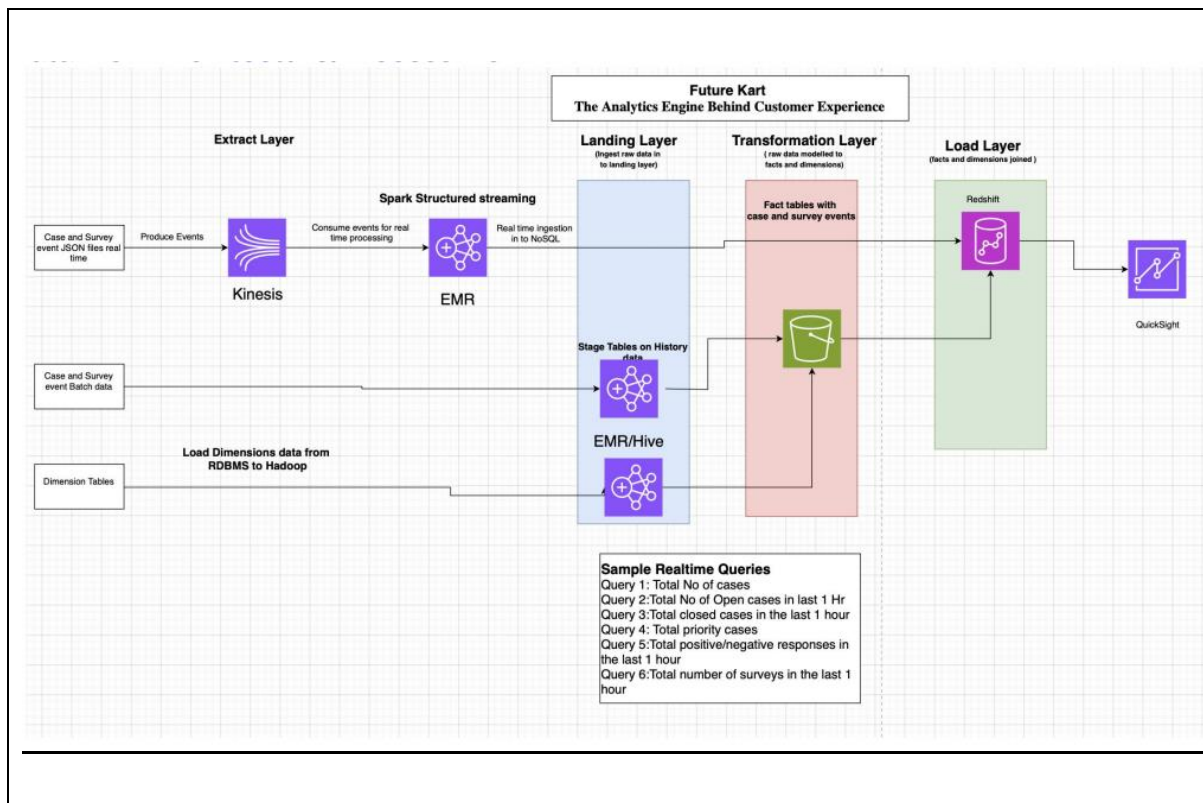 Future Kart
The Analytics Engine Behind Customer Experience
Extract Layer
Landing Layer
(Ingest raw data in
to landing layer)
Transformation Layer
( raw data modelled to
facts and dimensions)
Load Layer
(facts and dimensions joined )
Spark Structured streaming
Fact tables with
case and survey events
Redshift
Case and Survey
event JSON files real
time
Produce Events
Kinesis
Consume events for real
time processing
EMR
Real time ingestion
in to NoSQL
QuickSight
Stage Tables on History
data
Case and Survey
event Batch data
EMR/Hive
Load Dimensions data from
RDBMS to Hadoop
Dimension Tables
Sample Realtime Queries
Query 1: Total No of cases
Query 2:Total No of Open cases in last 1 Hr
Query 3:Total closed cases in the last 1 hour
Query 4: Total priority cases
Query 5:Total positive/negative responses in
the last 1 hour
Query 6:Total number of surveys in the last 1
hour